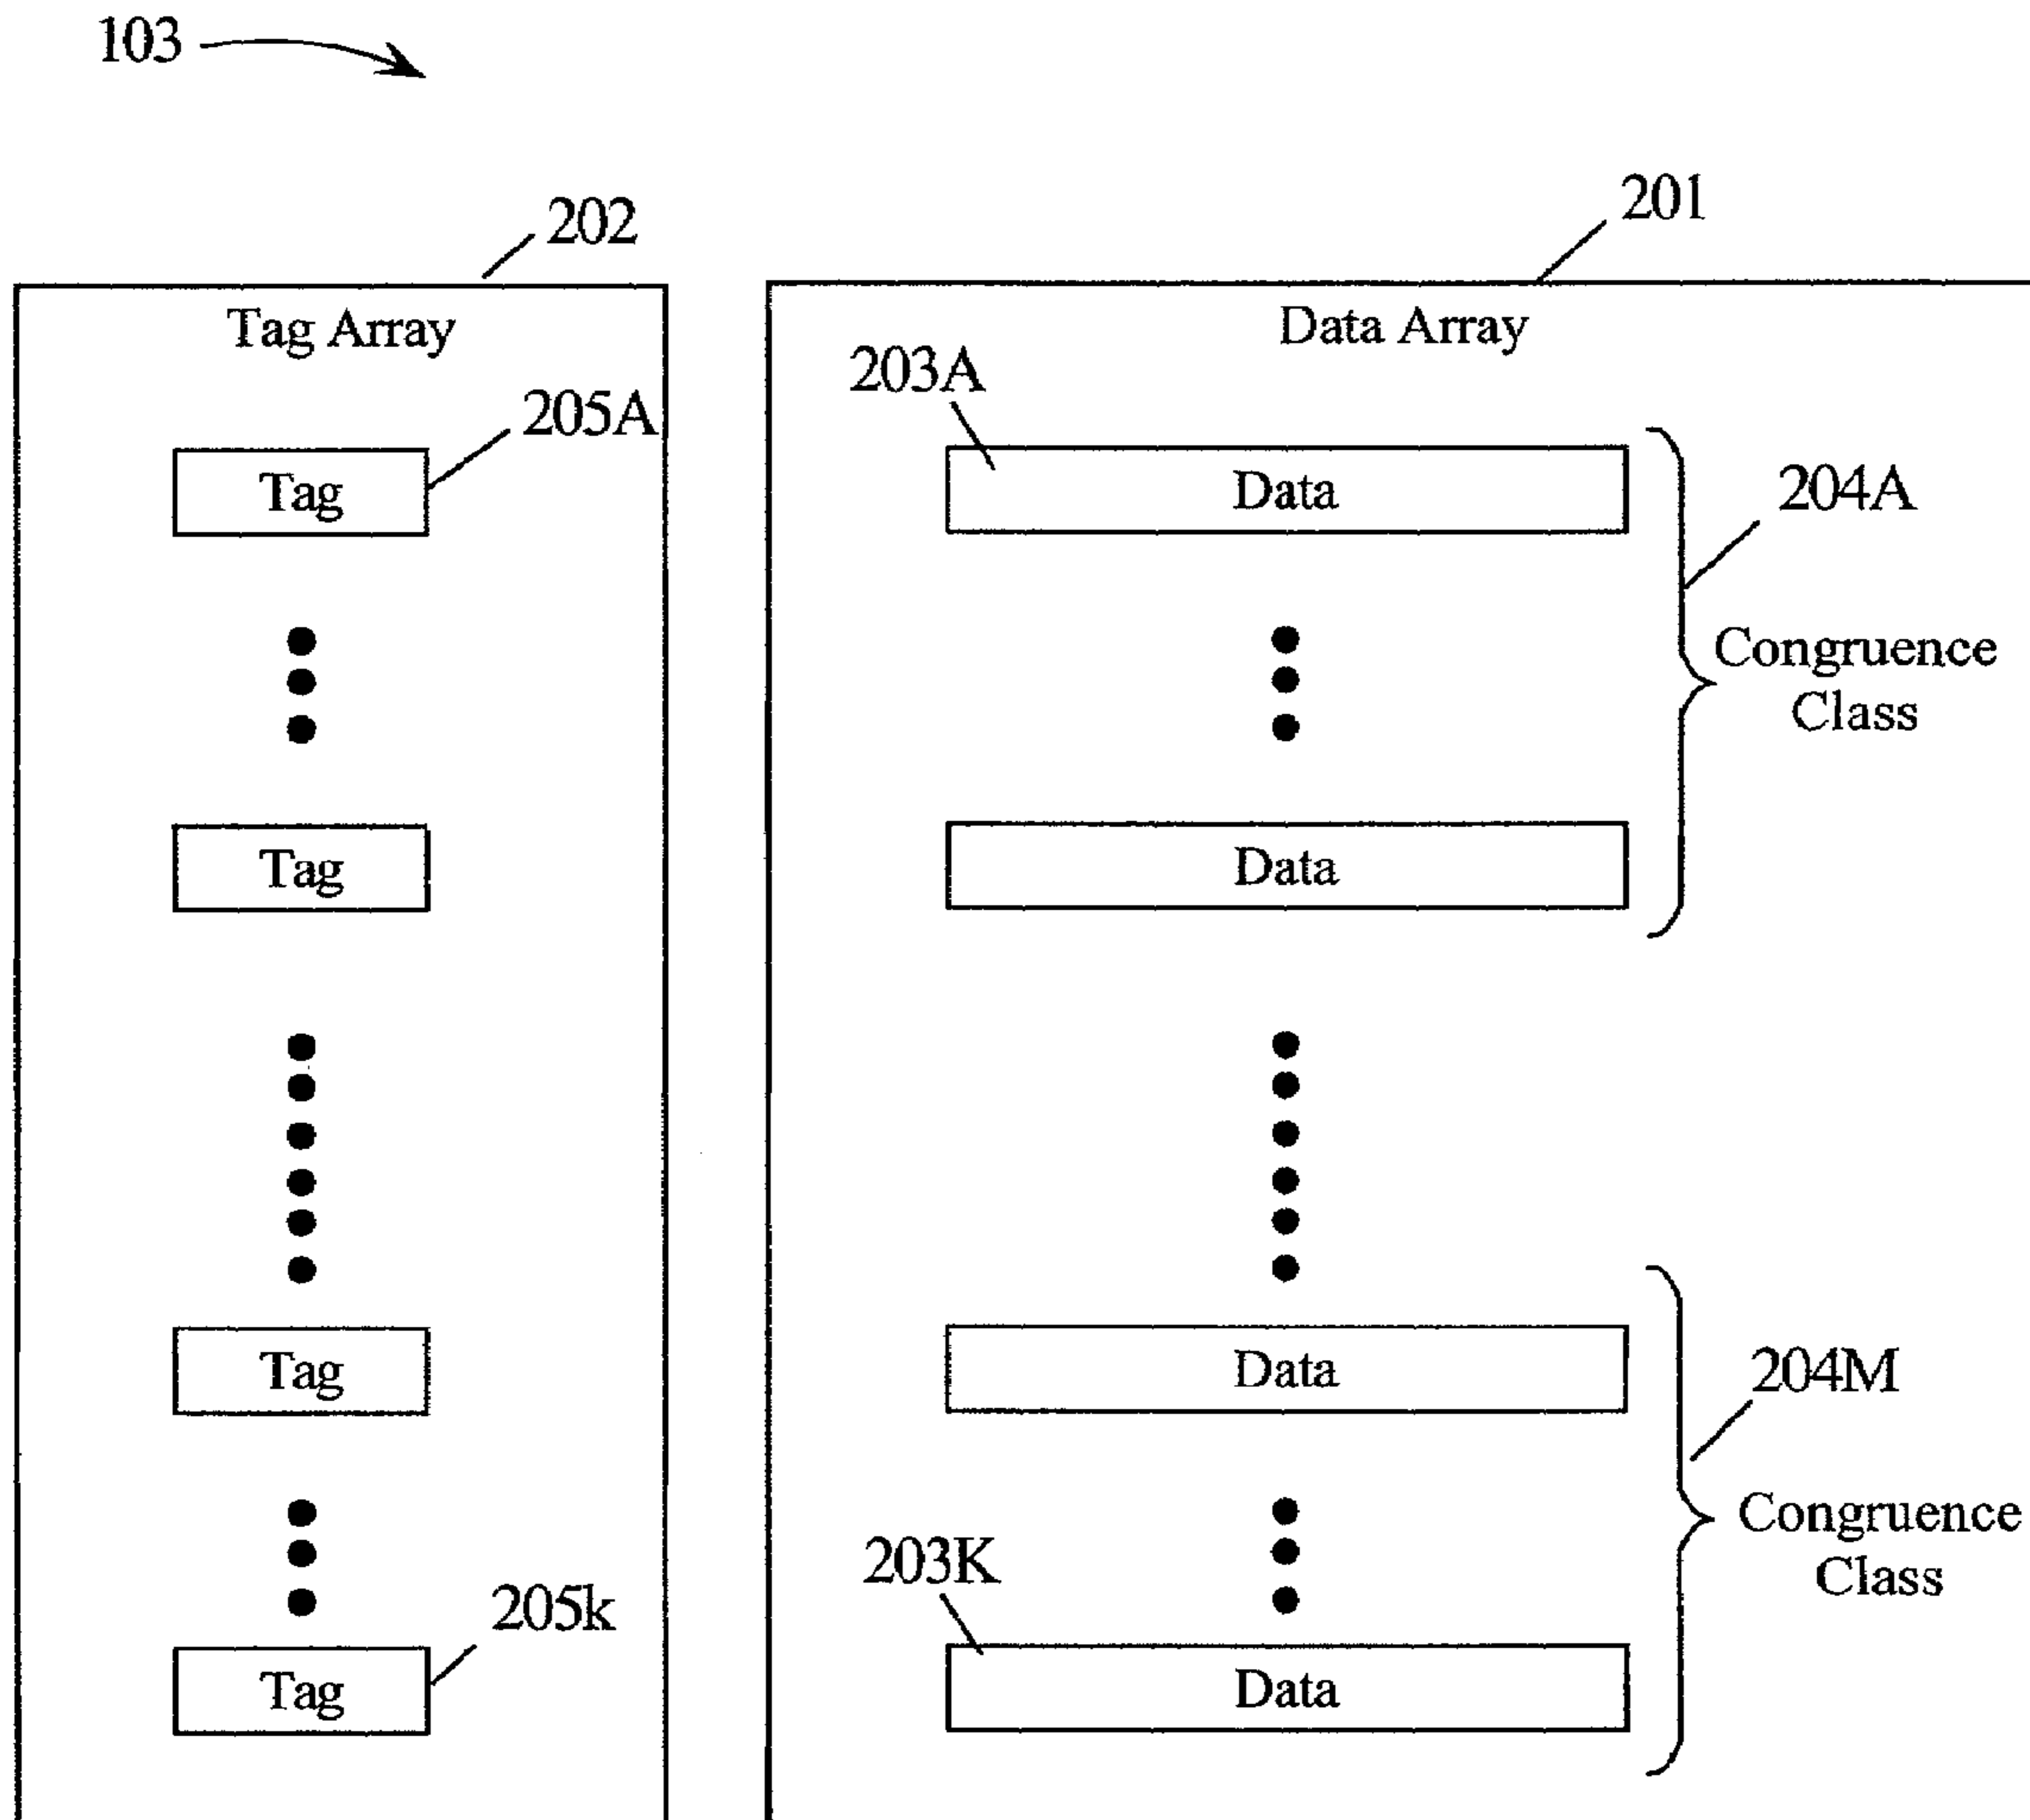 103
202
201
Tag Array
Data Array
203A
205A
Tag
Data
204A
Congruence
Class
Tag
Data
Tag
Data
204M
Congruence
Class
203K
205k
Tag
Data